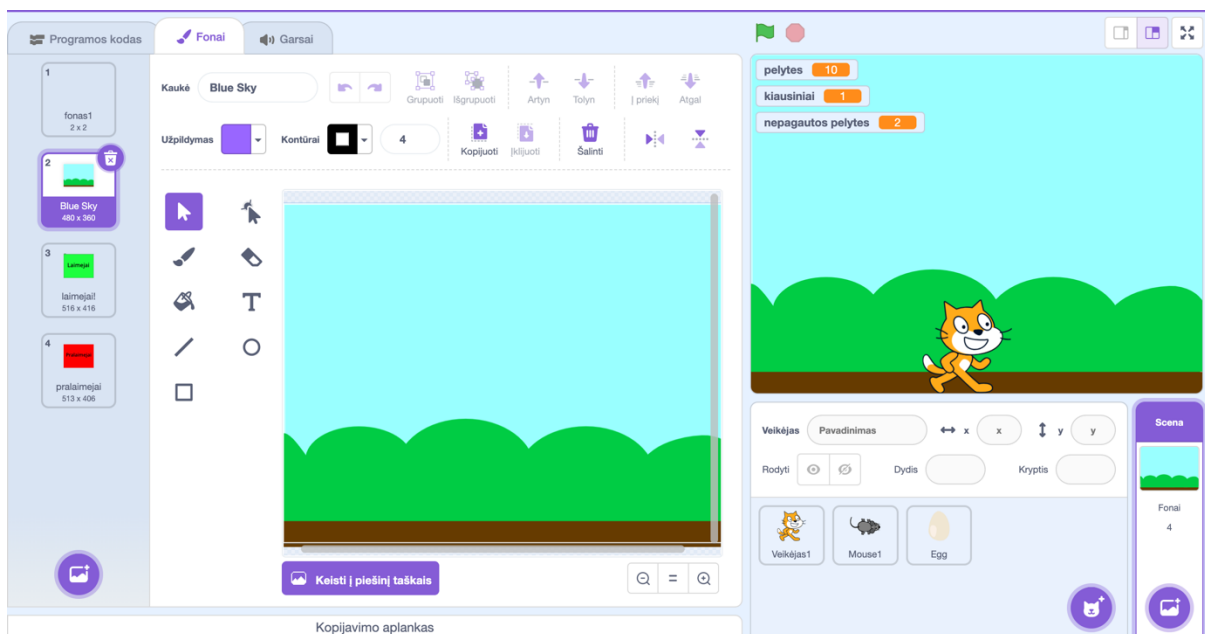 Programos kodas
Fonai
Garsai
1
fonas1
2 x 2
2
Blue Sky
480 x 360
3
Laimejai
laimejai!
516 x 416
4
Pralaimejai
pralaimejai
513 x 406
Kaukė
Blue Sky
Grupuoti
Išgrupuoti
Artyn
Tolyn
Į priekį
Atgal
Užpildymas
Kontūrai
4
Kopijuoti
Įklijuoti
Šalinti
Keisti į piešinį taškais
Kopijavimo aplankas
pelytes 10
kiausiniai 1
nepagautos pelytes 2
Veikėjas
Pavadinimas
x
x
y
y
Rodyti
Dydis
Kryptis
Veikėjas1
Mouse1
Egg
Scena
Fonai
4